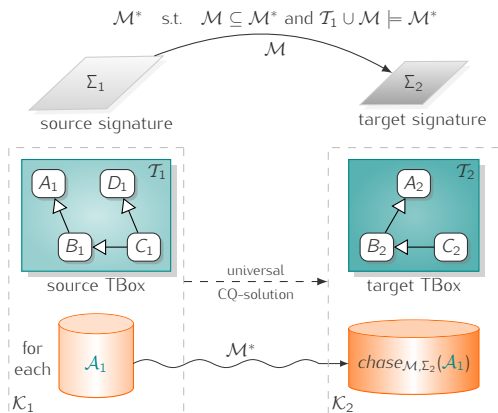 ℳ* s.t. ℳ ⊆ ℳ* and 𝒯₁ ∪ ℳ ⊨ ℳ*
ℳ
Σ₁
Σ₂
source signature
target signature
𝒯₁
𝒯₂
A₁
D₁
A₂
B₁
C₁
B₂
C₂
source TBox
target TBox
universal
CQ-solution
for
each
𝒜₁
ℳ*
chase_{ℳ,Σ₂}(𝒜₁)
𝒦₁
𝒦₂